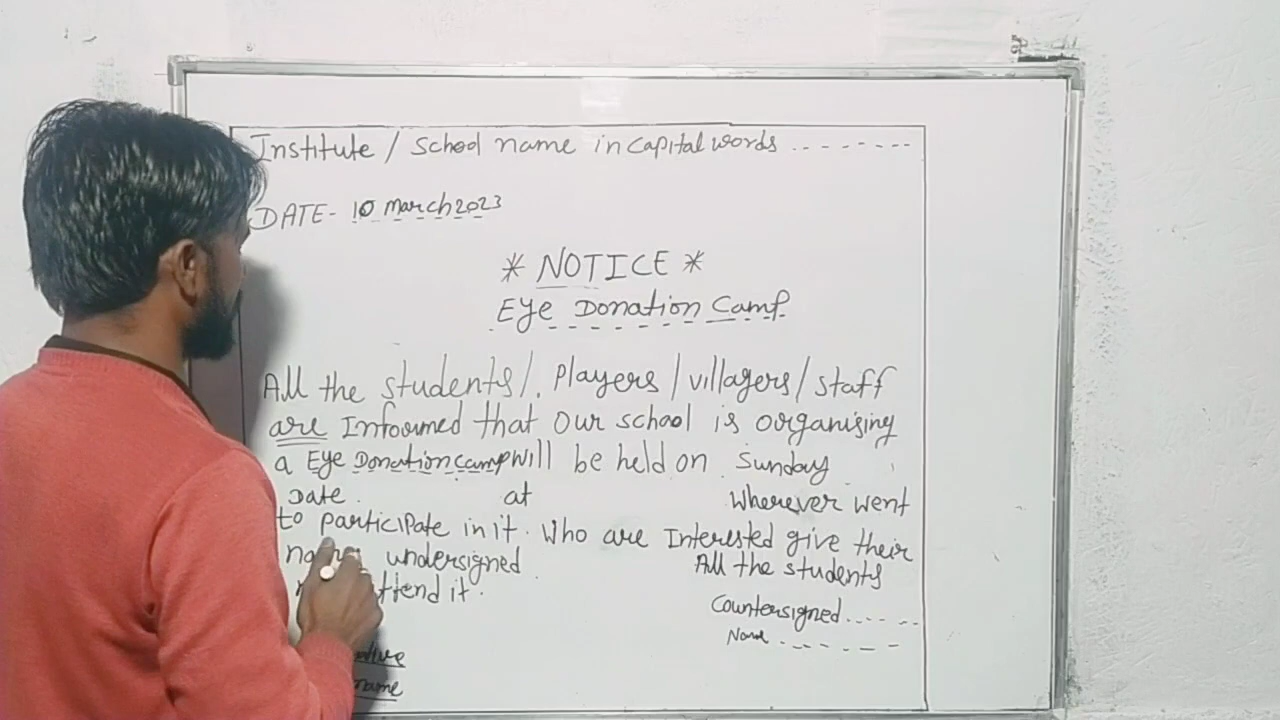 Institute / School name in capital words .........
DATE- 10 March 2023
* NOTICE *
Eye Donation Camp
All the students/. Players / villagers / staff
are Informed that our school is organising
a Eye Donation camp will be held on Sunday
Date. at Wherever went
to participate in it. Who are Interested give their
undersigned All the students
attend it.
Countersigned .... ..
Name - - - - - -
name